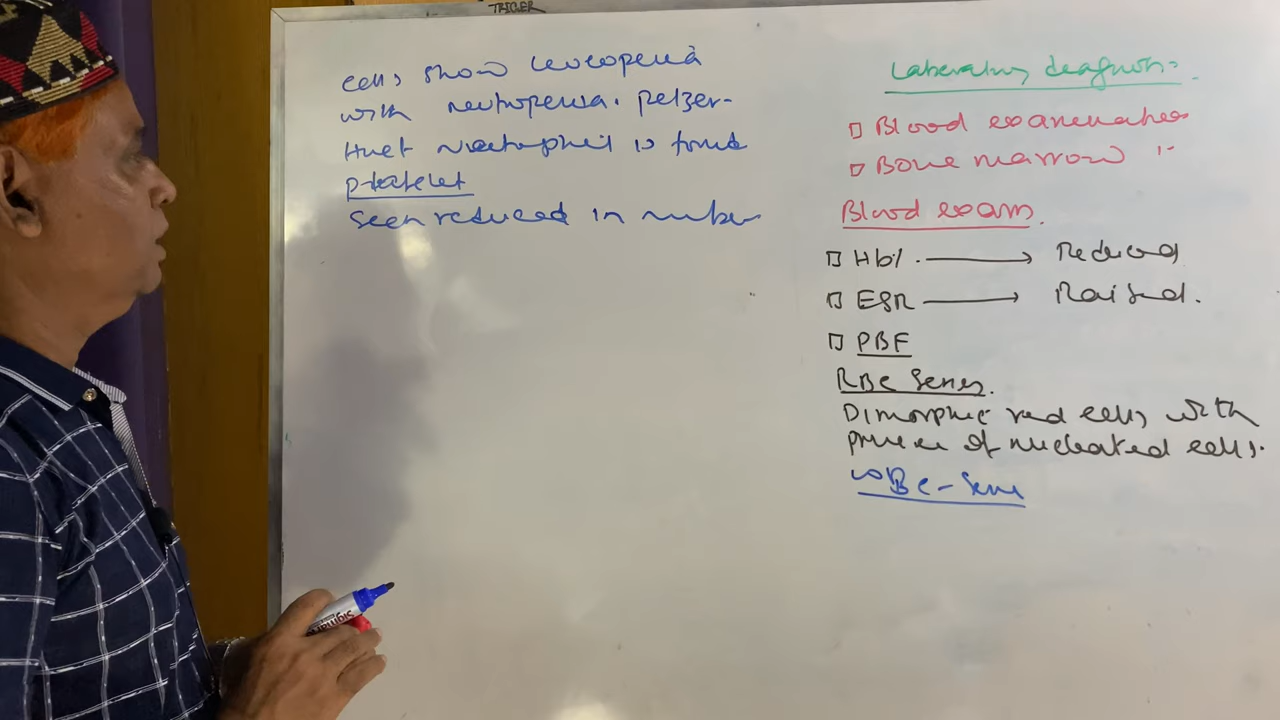 TRIGGER
Laboratory diagnosis.
□ Blood examination
□ Bone marrow "
Blood exam.
□ Hb% → Reduced
□ ESR → Raised.
□ PBF
RBC Series.
Dimorphic red cells with
presence of nucleated cells.
WBC - Serie
cells show leucopenia
with neutropenia. pelzer-
Huet neutrophil is found
platelet
Seen reduced in number